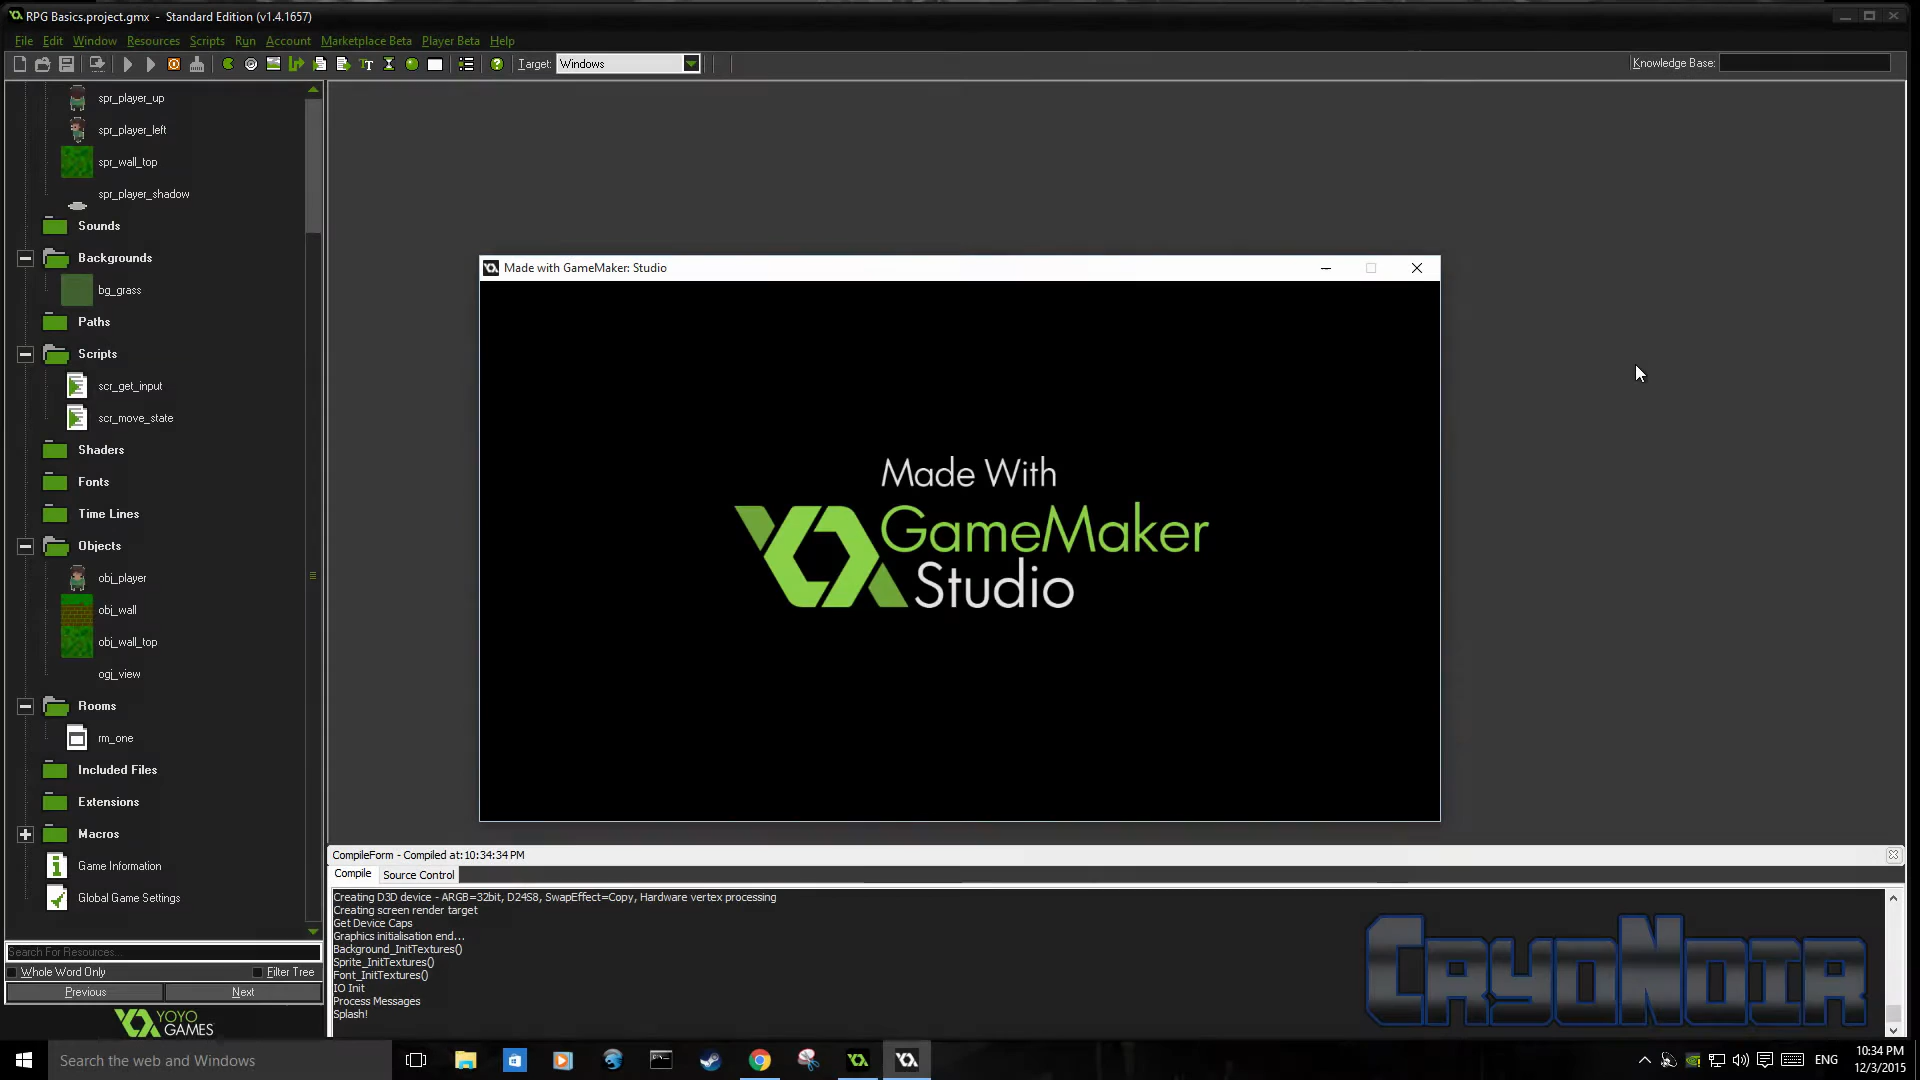 RPG Basics.project.gmx - Standard Edition (v1.4.1657)
File Edit Window Resources Scripts Run Account Marketplace Beta Player Beta Help
Target: Windows
Knowledge Base:
spr_player_up
spr_player_left
spr_wall_top
spr_player_shadow
Sounds
Backgrounds
bg_grass
Paths
Scripts
scr_get_input
scr_move_state
Shaders
Fonts
Time Lines
Objects
obj_player
obj_wall
obj_wall_top
ogj_view
Rooms
rm_one
Included Files
Extensions
Macros
Game Information
Global Game Settings
Search For Resources...
Whole Word Only Filter Tree
Previous Next
YOYO
GAMES
Made with GameMaker: Studio
Made With
GameMaker
Studio
CompileForm - Compiled at:10:34:34 PM
Compile Source Control
Creating D3D device - ARGB=32bit, D24S8, SwapEffect=Copy, Hardware vertex processing
Creating screen render target
Get Device Caps
Graphics initialisation end...
Background_InitTextures()
Sprite_InitTextures()
Font_InitTextures()
IO Init
Process Messages
Splash!
CryoNoir
Search the web and Windows
ENG
10:34 PM
12/3/2015